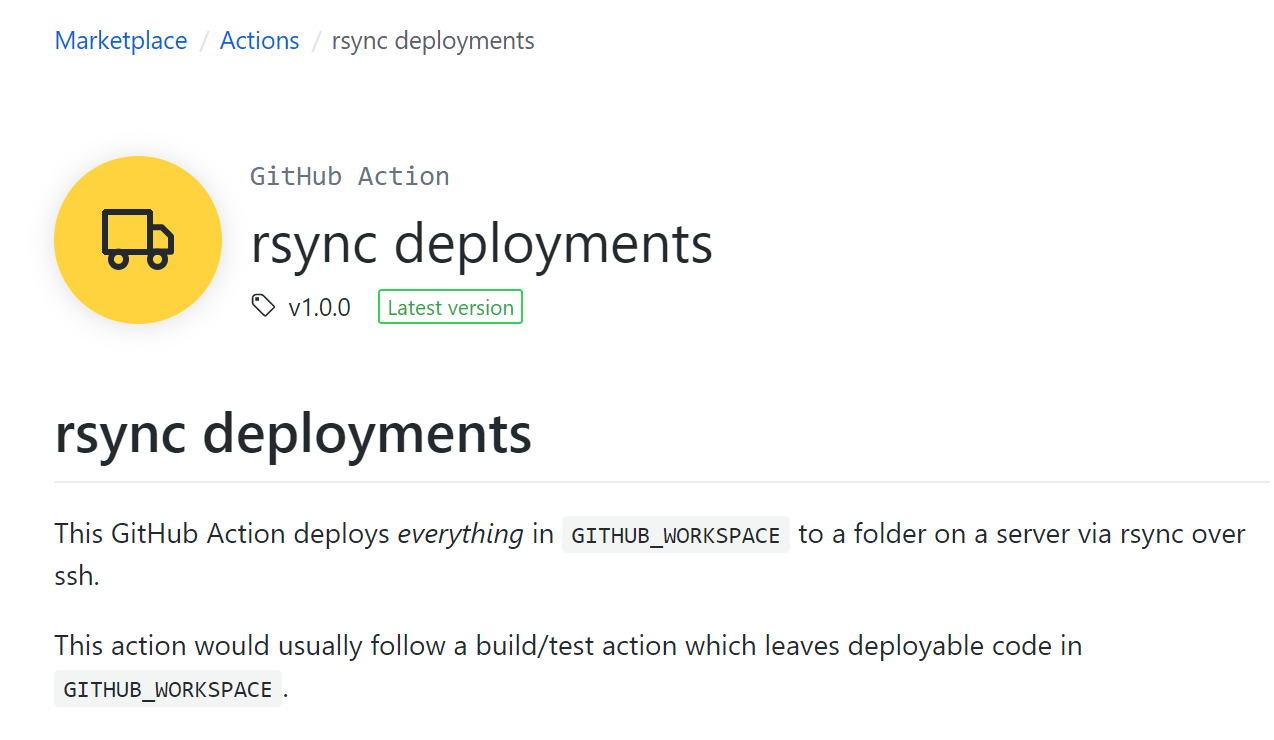 Marketplace / Actions / rsync deployments
GitHub Action
rsync deployments
v1.0.0 Latest version
rsync deployments
This GitHub Action deploys everything in GITHUB_WORKSPACE to a folder on a server via rsync over
ssh.
This action would usually follow a build/test action which leaves deployable code in
GITHUB_WORKSPACE.